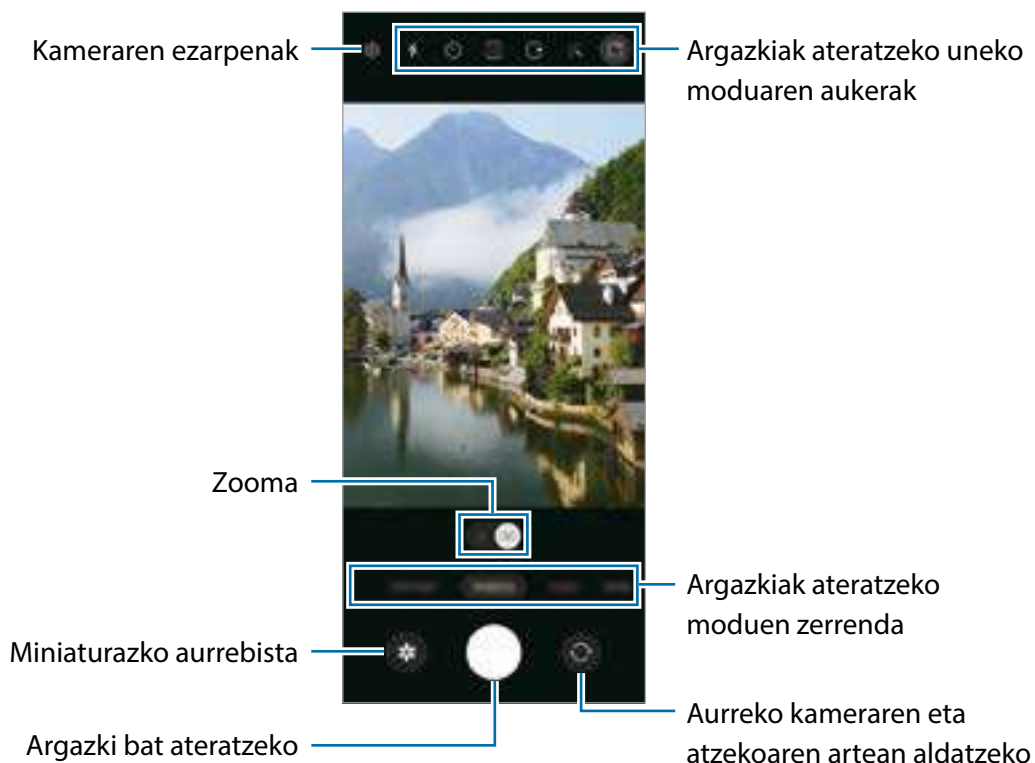 Kameraren ezarpenak
Argazkiak ateratzeko uneko
moduaren aukerak
Zooma
Argazkiak ateratzeko
moduen zerrenda
Miniaturazko aurrebista
Aurreko kameraren eta
atzekoaren artean aldatzeko
Argazki bat ateratzeko